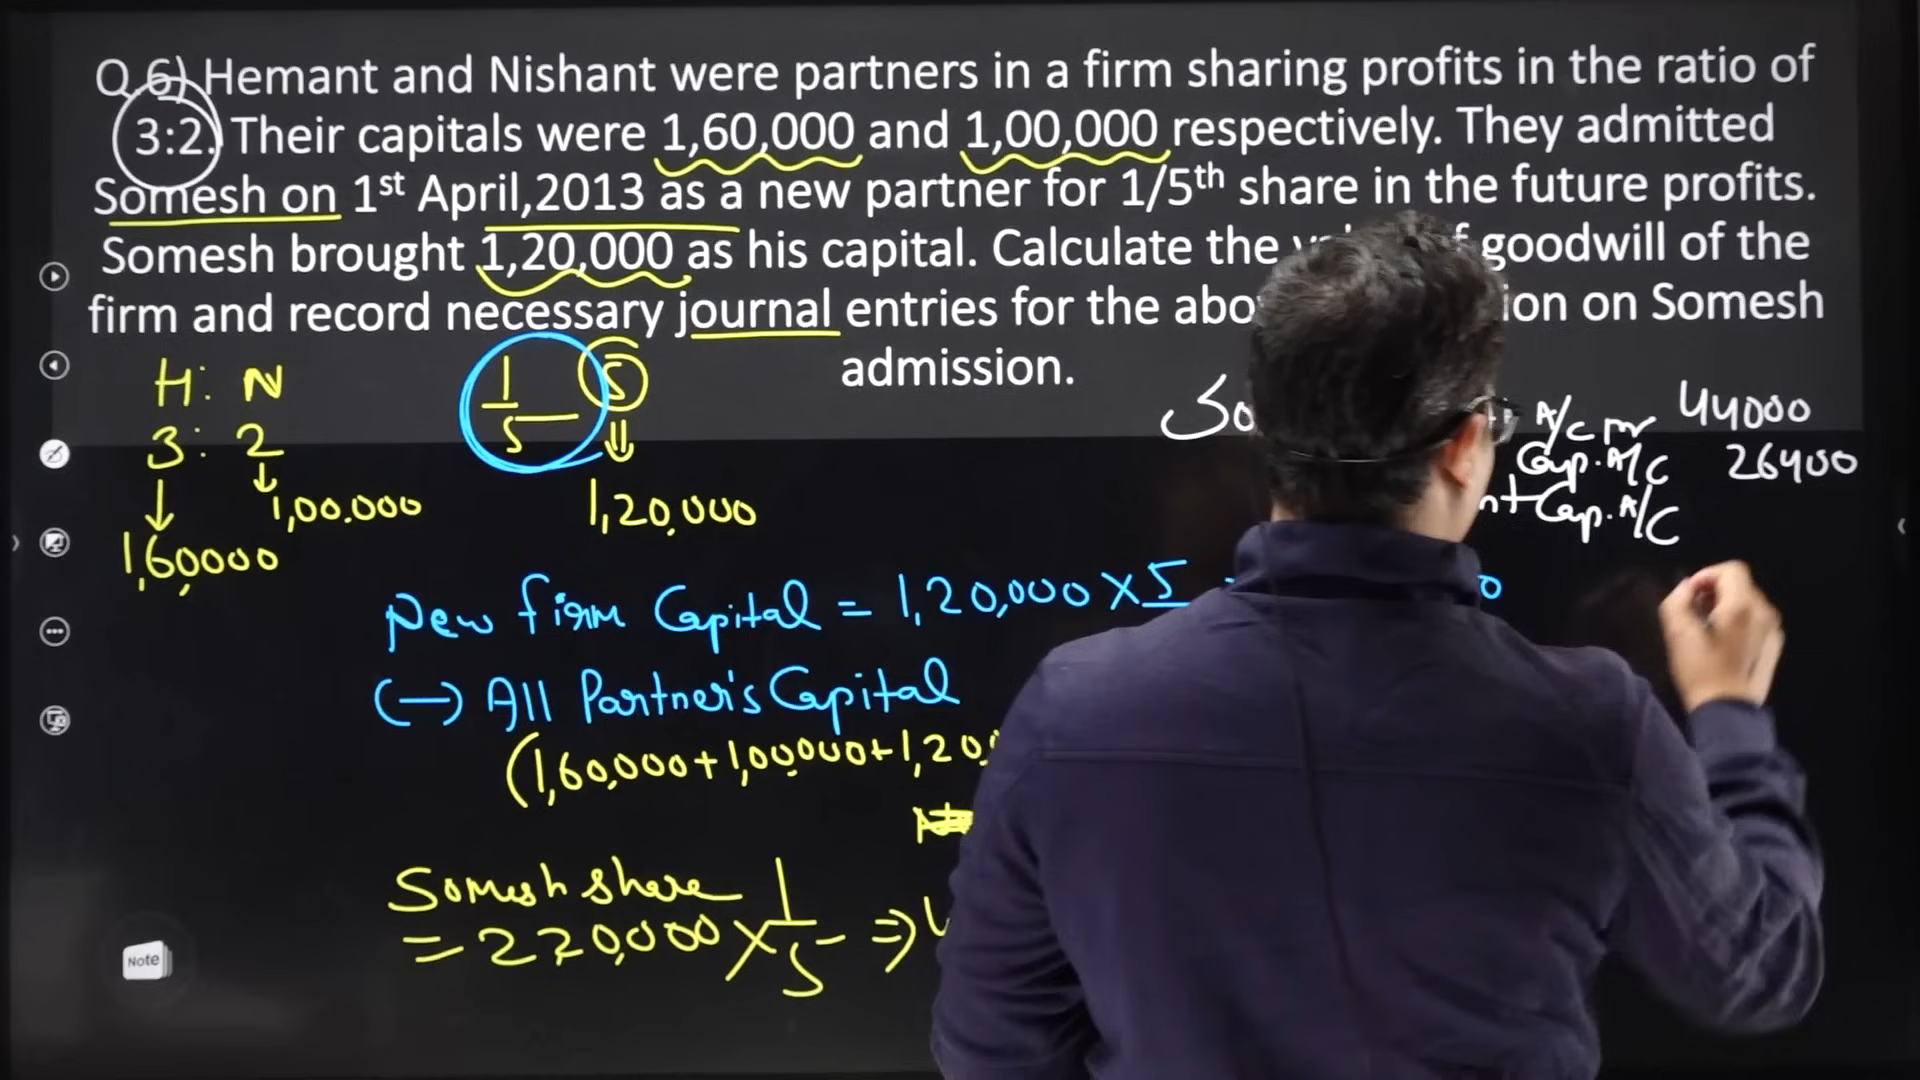 Q.6) Hemant and Nishant were partners in a firm sharing profits in the ratio of
3:2. Their capitals were 1,60,000 and 1,00,000 respectively. They admitted
Somesh on 1st April,2013 as a new partner for 1/5th share in the future profits.
Somesh brought 1,20,000 as his capital. Calculate the goodwill of the
firm and record necessary journal entries for the on Somesh
admission.
H : N
3 : 2
1,00.000
1,60,000
1/5
5
1,20,000
So A/C Dr 44000
Cap. A/C 26400
Cap. A/C
New firm Capital = 1,20,000 × 5
(–) All Partner's Capital
(1,60,000+1,00,000+1,20,
Somesh share
= 220,000 × 1/5 ⇒
Note